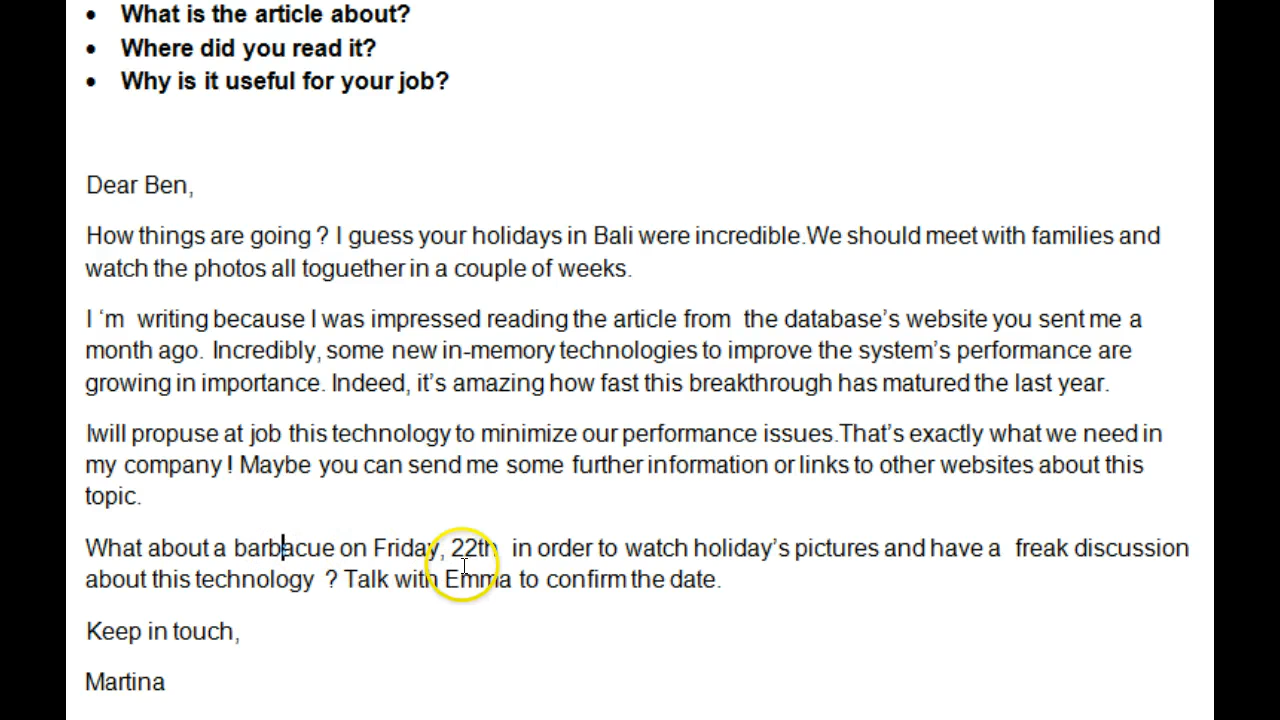 • What is the article about?
• Where did you read it?
• Why is it useful for your job?
Dear Ben,
How things are going ? I guess your holidays in Bali were incredible.We should meet with families and
watch the photos all toguether in a couple of weeks.
I ‘m writing because I was impressed reading the article from the database’s website you sent me a
month ago. Incredibly, some new in-memory technologies to improve the system’s performance are
growing in importance. Indeed, it’s amazing how fast this breakthrough has matured the last year.
Iwill propuse at job this technology to minimize our performance issues.That’s exactly what we need in
my company ! Maybe you can send me some further information or links to other websites about this
topic.
What about a barbacue on Friday, 22th in order to watch holiday’s pictures and have a freak discussion
about this technology ? Talk with Emma to confirm the date.
Keep in touch,
Martina